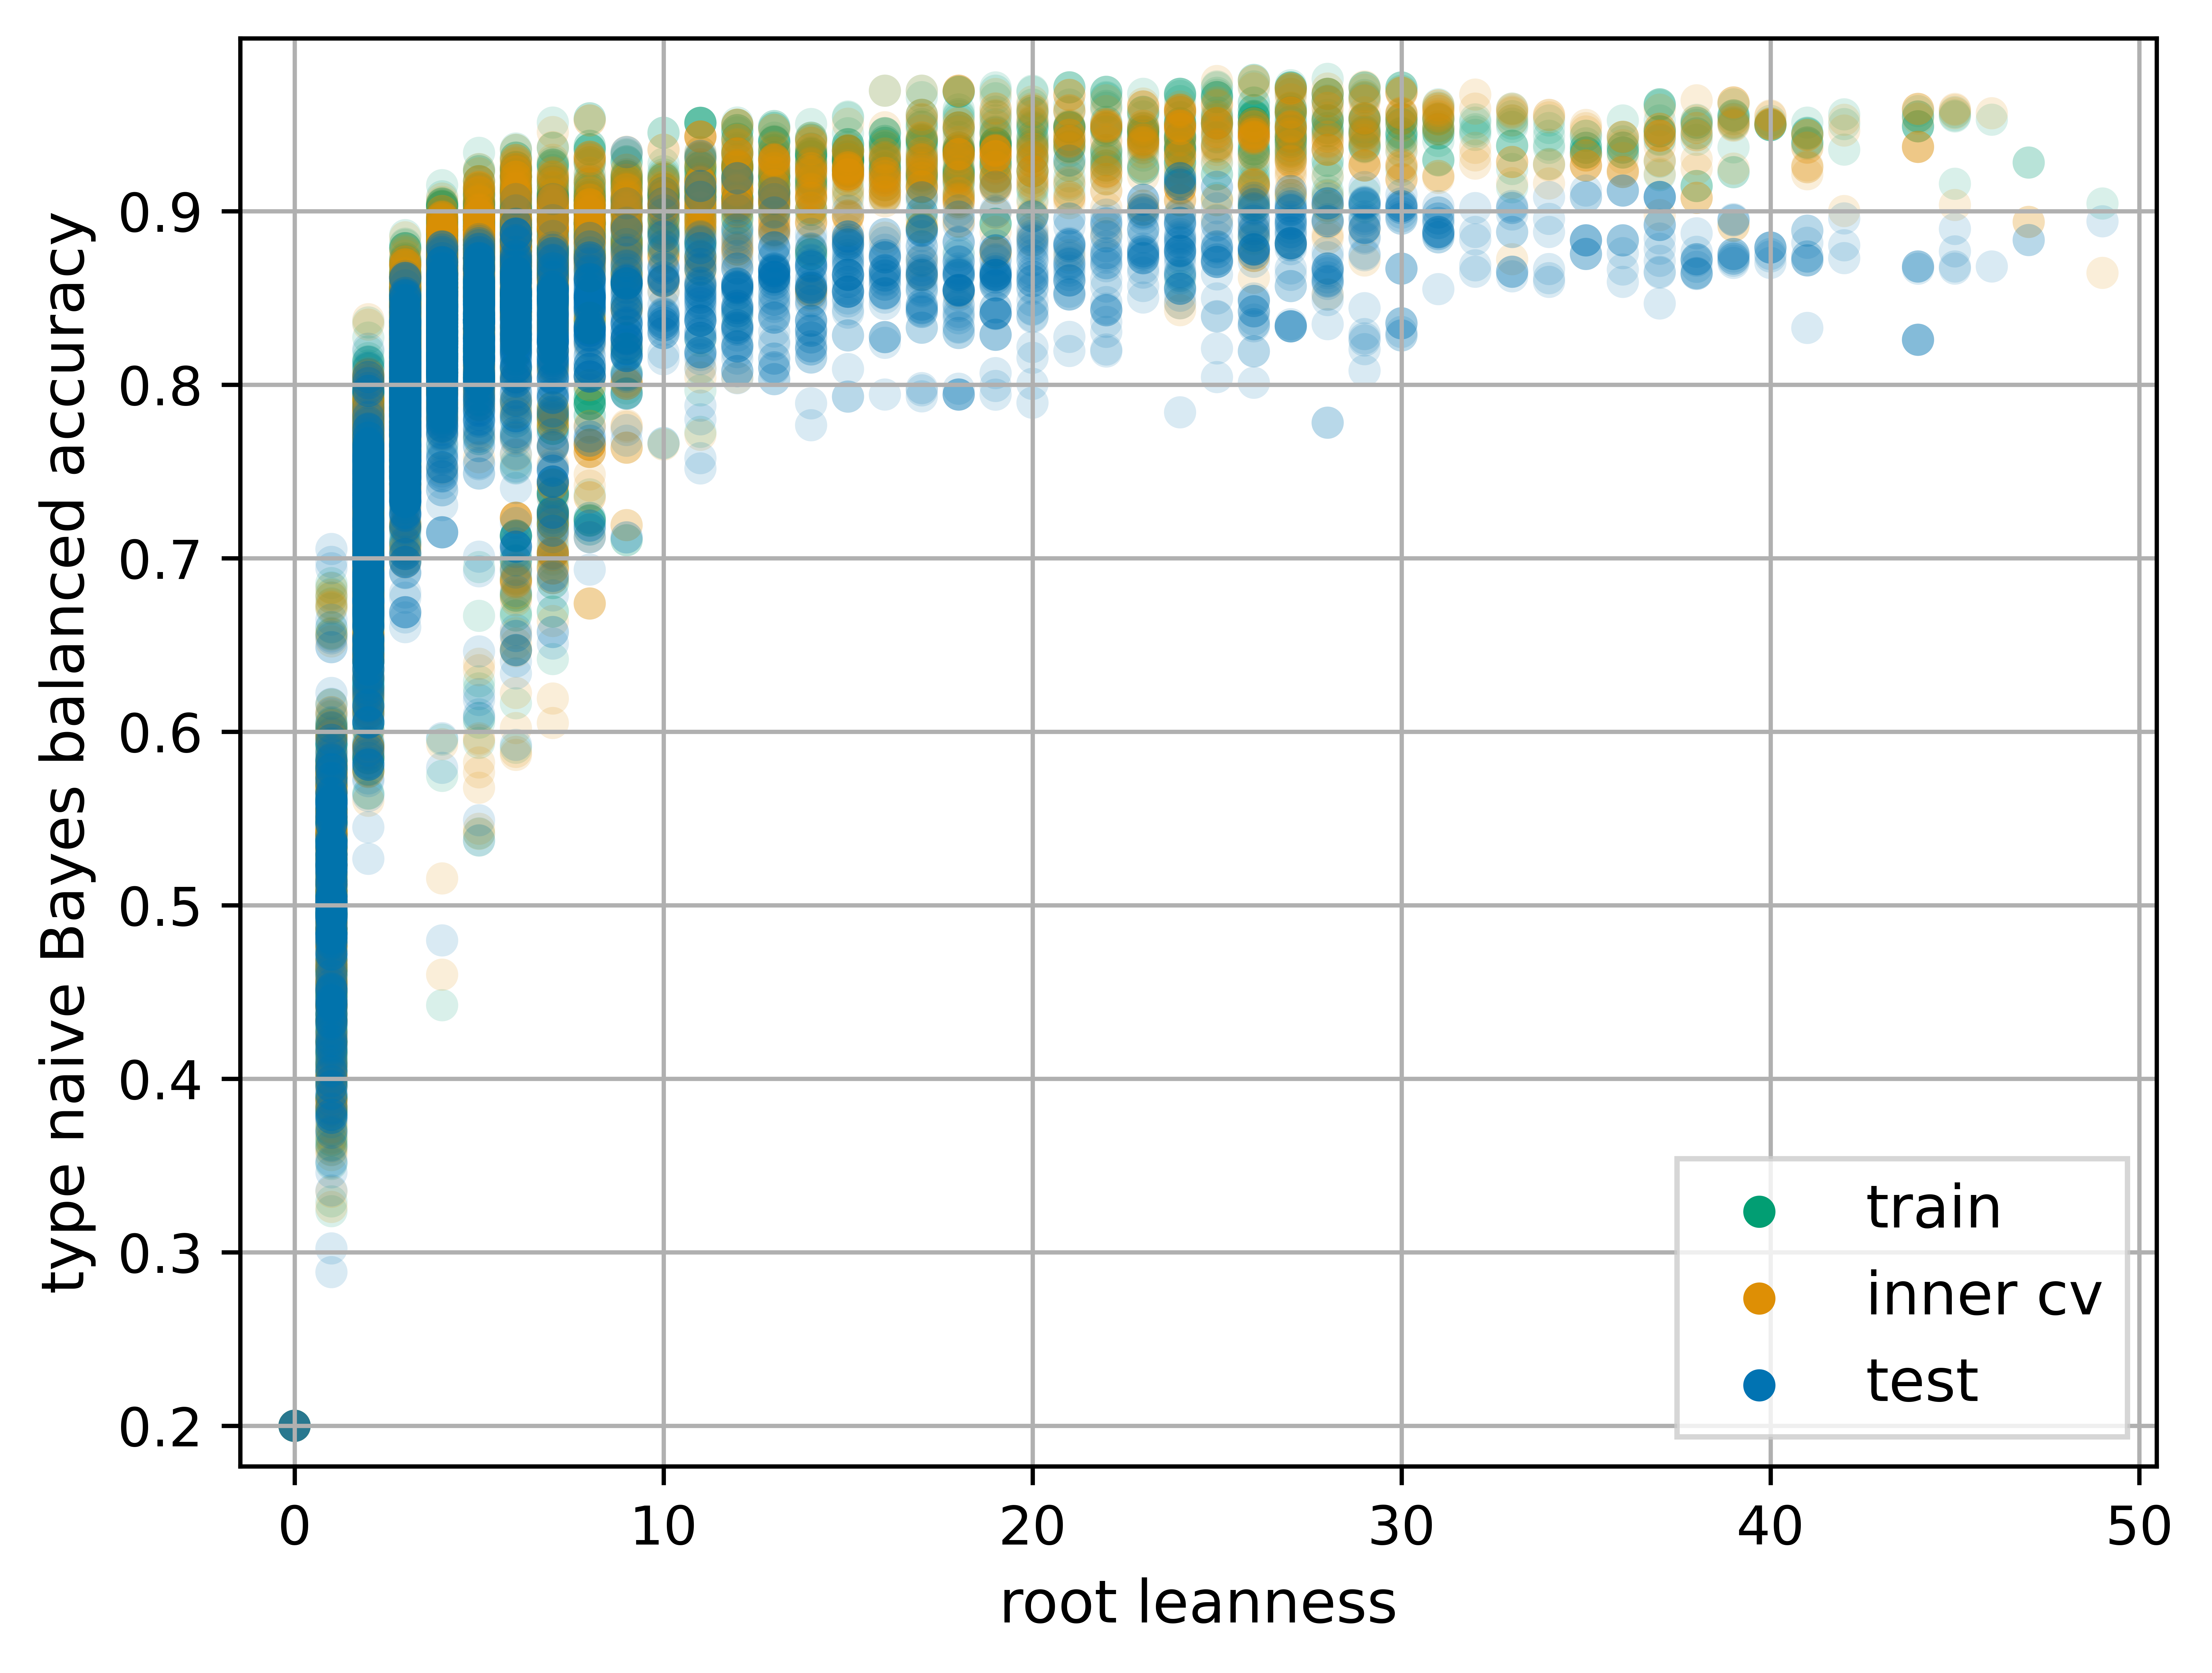 type naive Bayes balanced accuracy
0.9
0.8
0.7
0.6
0.5
0.4
0.3
0.2
train
inner cv
test
0 10 20 30 40 50
root leanness